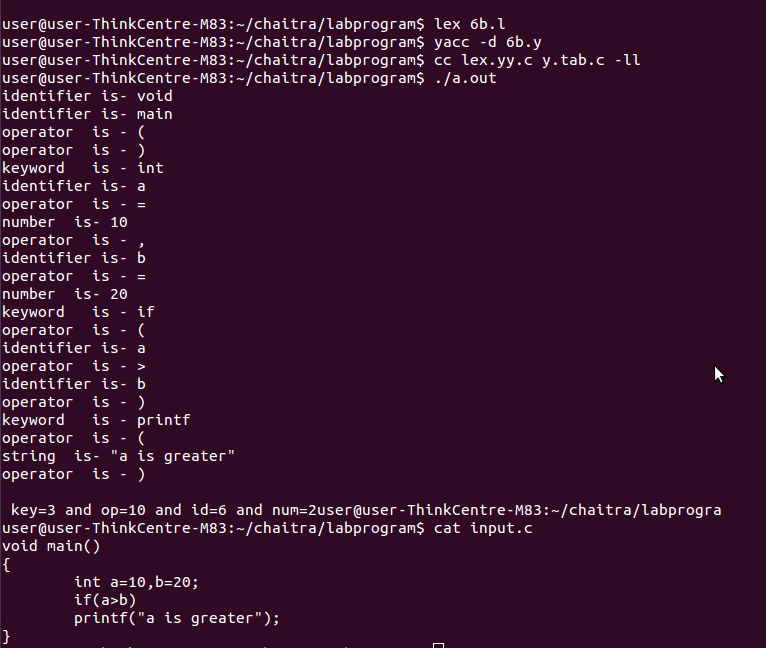 user@user-ThinkCentre-M83:~/chaitra/labprogram$ lex 6b.l
user@user-ThinkCentre-M83:~/chaitra/labprogram$ yacc -d 6b.y
user@user-ThinkCentre-M83:~/chaitra/labprogram$ cc lex.yy.c y.tab.c -ll
user@user-ThinkCentre-M83:~/chaitra/labprogram$ ./a.out
identifier is- void
identifier is- main
operator  is - (
operator  is - )
keyword   is - int
identifier is- a
operator  is - =
number  is- 10
operator  is - ,
identifier is- b
operator  is - =
number  is- 20
keyword   is - if
operator  is - (
identifier is- a
operator  is - >
identifier is- b
operator  is - )
keyword   is - printf
operator  is - (
string  is- "a is greater"
operator  is - )
 key=3 and op=10 and id=6 and num=2user@user-ThinkCentre-M83:~/chaitra/labprogra
user@user-ThinkCentre-M83:~/chaitra/labprogram$ cat input.c
void main()
{
        int a=10,b=20;
        if(a>b)
        printf("a is greater");
}